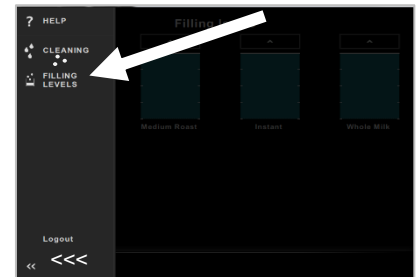 ? HELP
CLEANING
FILLING
LEVELS
Medium Roast
Instant
Whole Milk
Logout
<< <<<